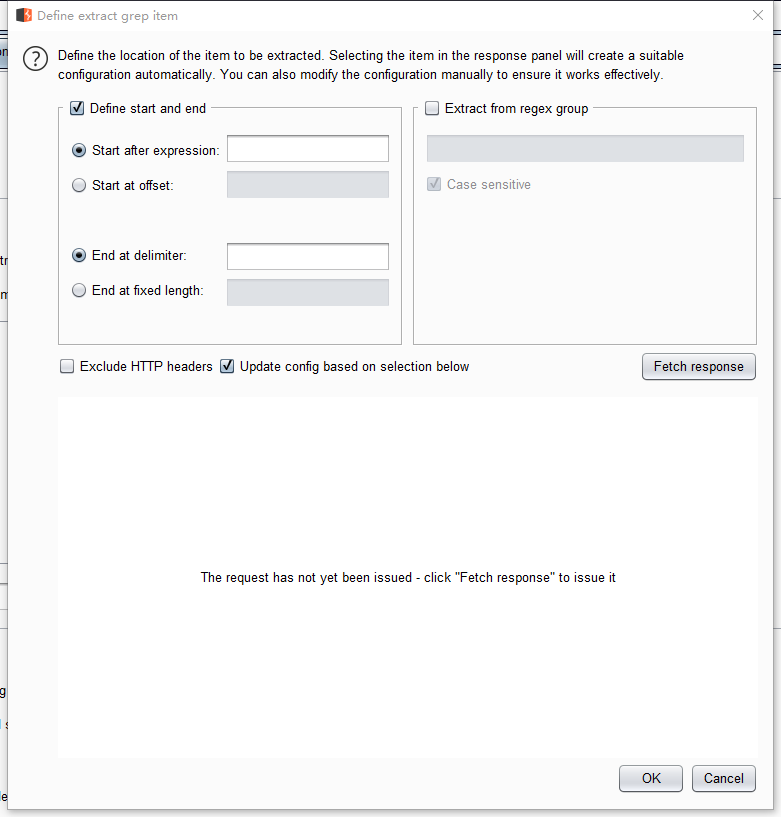 Define extract grep item
Define the location of the item to be extracted. Selecting the item in the response panel will create a suitable
configuration automatically. You can also modify the configuration manually to ensure it works effectively.
Define start and end
Start after expression:
Start at offset:
End at delimiter:
End at fixed length:
Extract from regex group
Case sensitive
Exclude HTTP headers
Update config based on selection below
Fetch response
The request has not yet been issued - click "Fetch response" to issue it
OK
Cancel